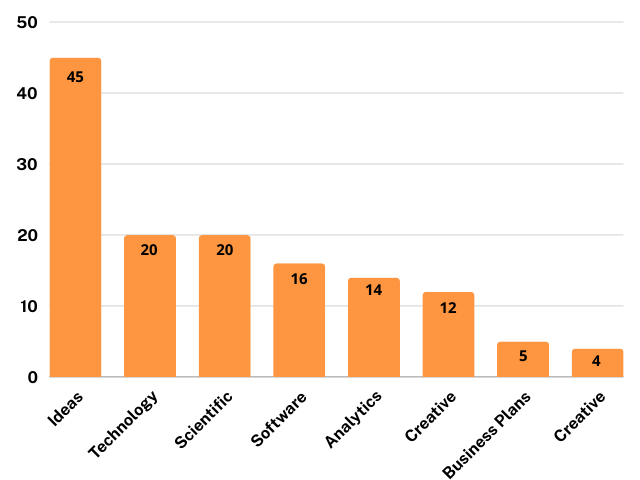 50
40
30
20
10
0
45
20
20
16
14
12
5
4
Ideas
Technology
Scientific
Software
Analytics
Creative
Business Plans
Creative